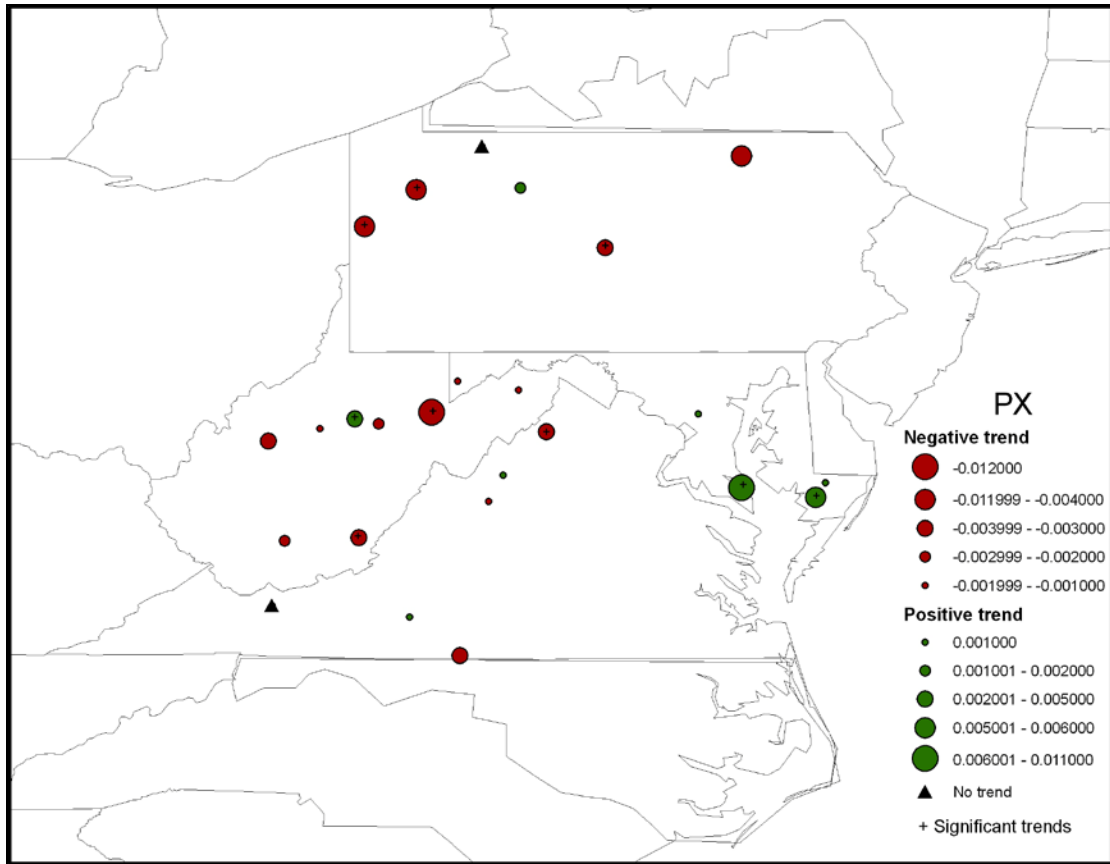 PX
Negative trend
-0.012000
-0.011999 - -0.004000
-0.003999 - -0.003000
-0.002999 - -0.002000
-0.001999 - -0.001000
Positive trend
0.001000
0.001001 - 0.002000
0.002001 - 0.005000
0.005001 - 0.006000
0.006001 - 0.011000
No trend
+ Significant trends